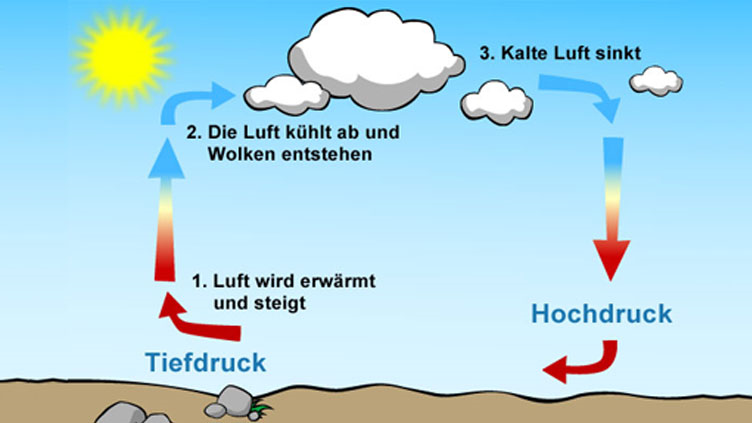 3. Kalte Luft sinkt
2. Die Luft kühlt ab und
Wolken entstehen
1. Luft wird erwärmt
und steigt
Hochdruck
Tiefdruck